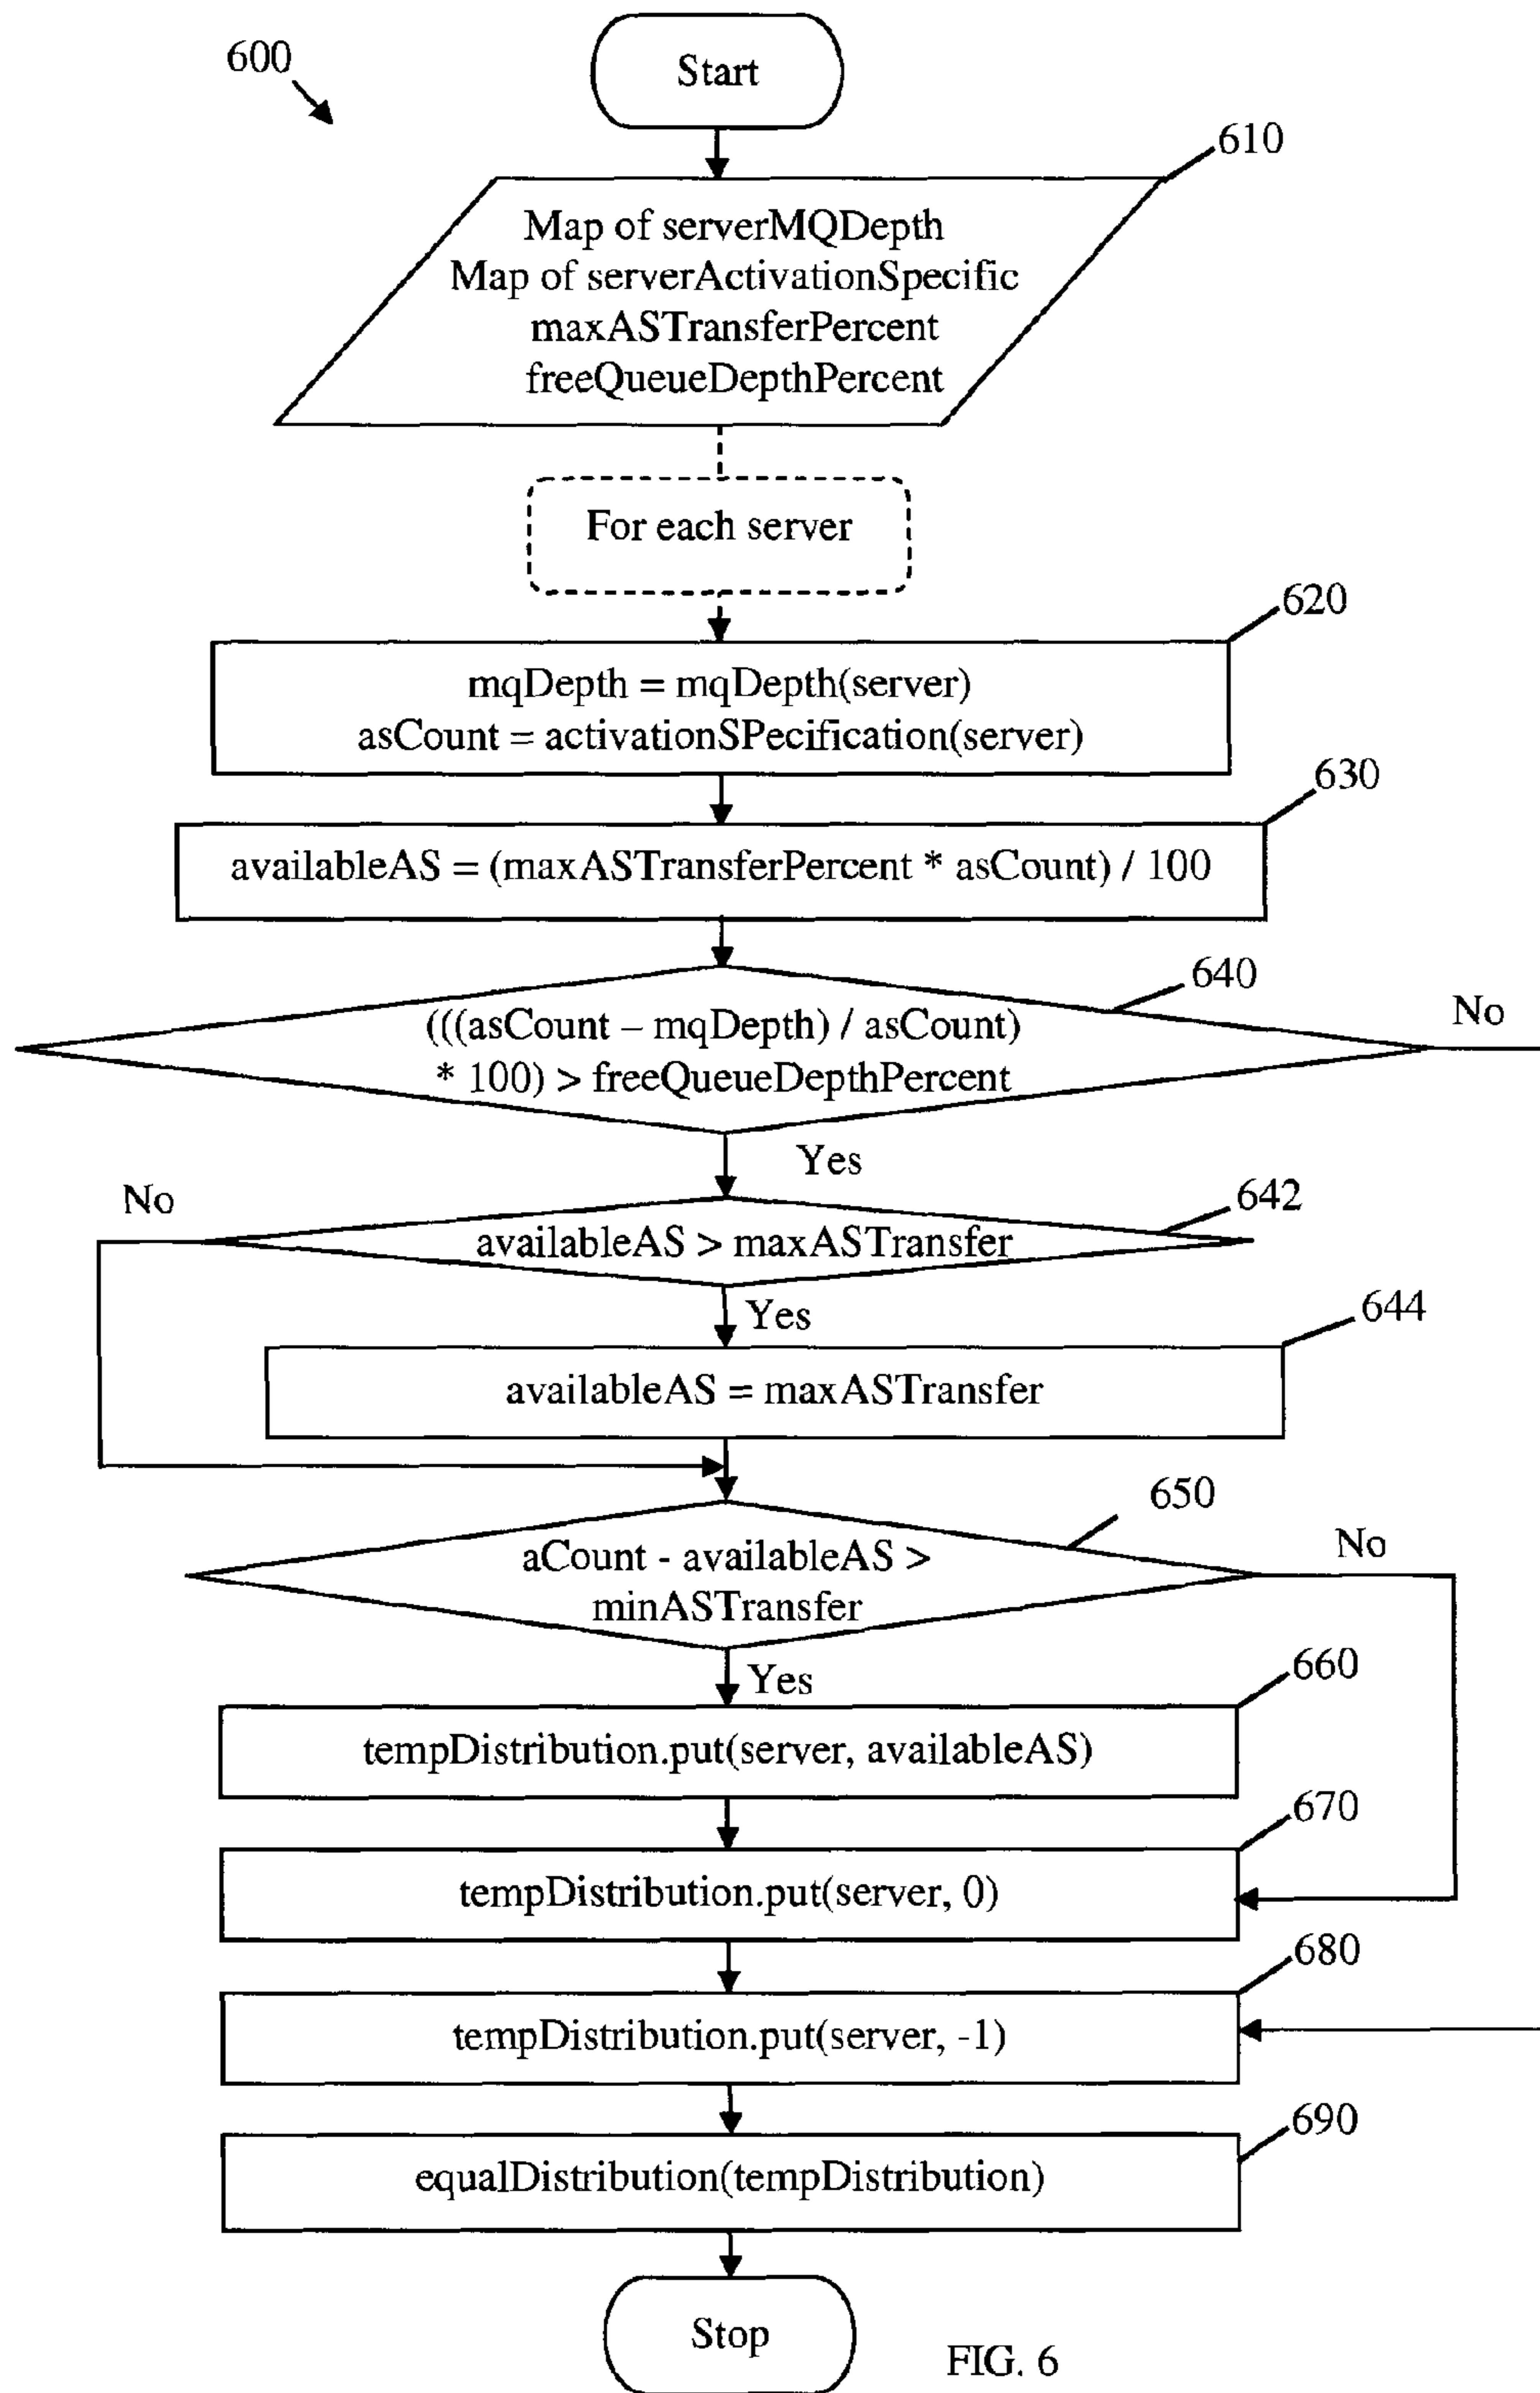 600
Start
610
Map of serverMQDepth
Map of serverActivationSpecific
maxASTransferPercent
freeQueueDepthPercent
For each server
620
mqDepth = mqDepth(server)
asCount = activationSPecification(server)
630
availableAS = (maxASTransferPercent * asCount) / 100
640
No
(((asCount – mqDepth) / asCount)
* 100) > freeQueueDepthPercent
Yes
No
642
availableAS > maxASTransfer
Yes
644
availableAS = maxASTransfer
650
No
aCount - availableAS >
minASTransfer
Yes
660
tempDistribution.put(server, availableAS)
670
tempDistribution.put(server, 0)
680
tempDistribution.put(server, -1)
690
equalDistribution(tempDistribution)
Stop
FIG. 6